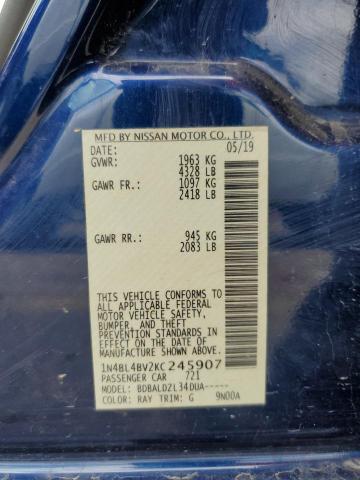 MFD BY NISSAN MOTOR CO., LTD.
DATE: 05/19
GVWR: 1963 KG
4328 LB
GAWR FR: 1097 KG
2418 LB
GAWR RR: 945 KG
2083 LB
THIS VEHICLE CONFORMS TO
ALL APPLICABLE FEDERAL
MOTOR VEHICLE SAFETY,
BUMPER, AND THEFT
PREVENTION STANDARDS IN
EFFECT ON THE DATE OF
MANUFACTURE SHOWN ABOVE.
1N4BL4BV2KC245907
PASSENGER CAR 721
MODEL: BDBALDZL34DUA-----
COLOR: RAY TRIM: G 9N00A